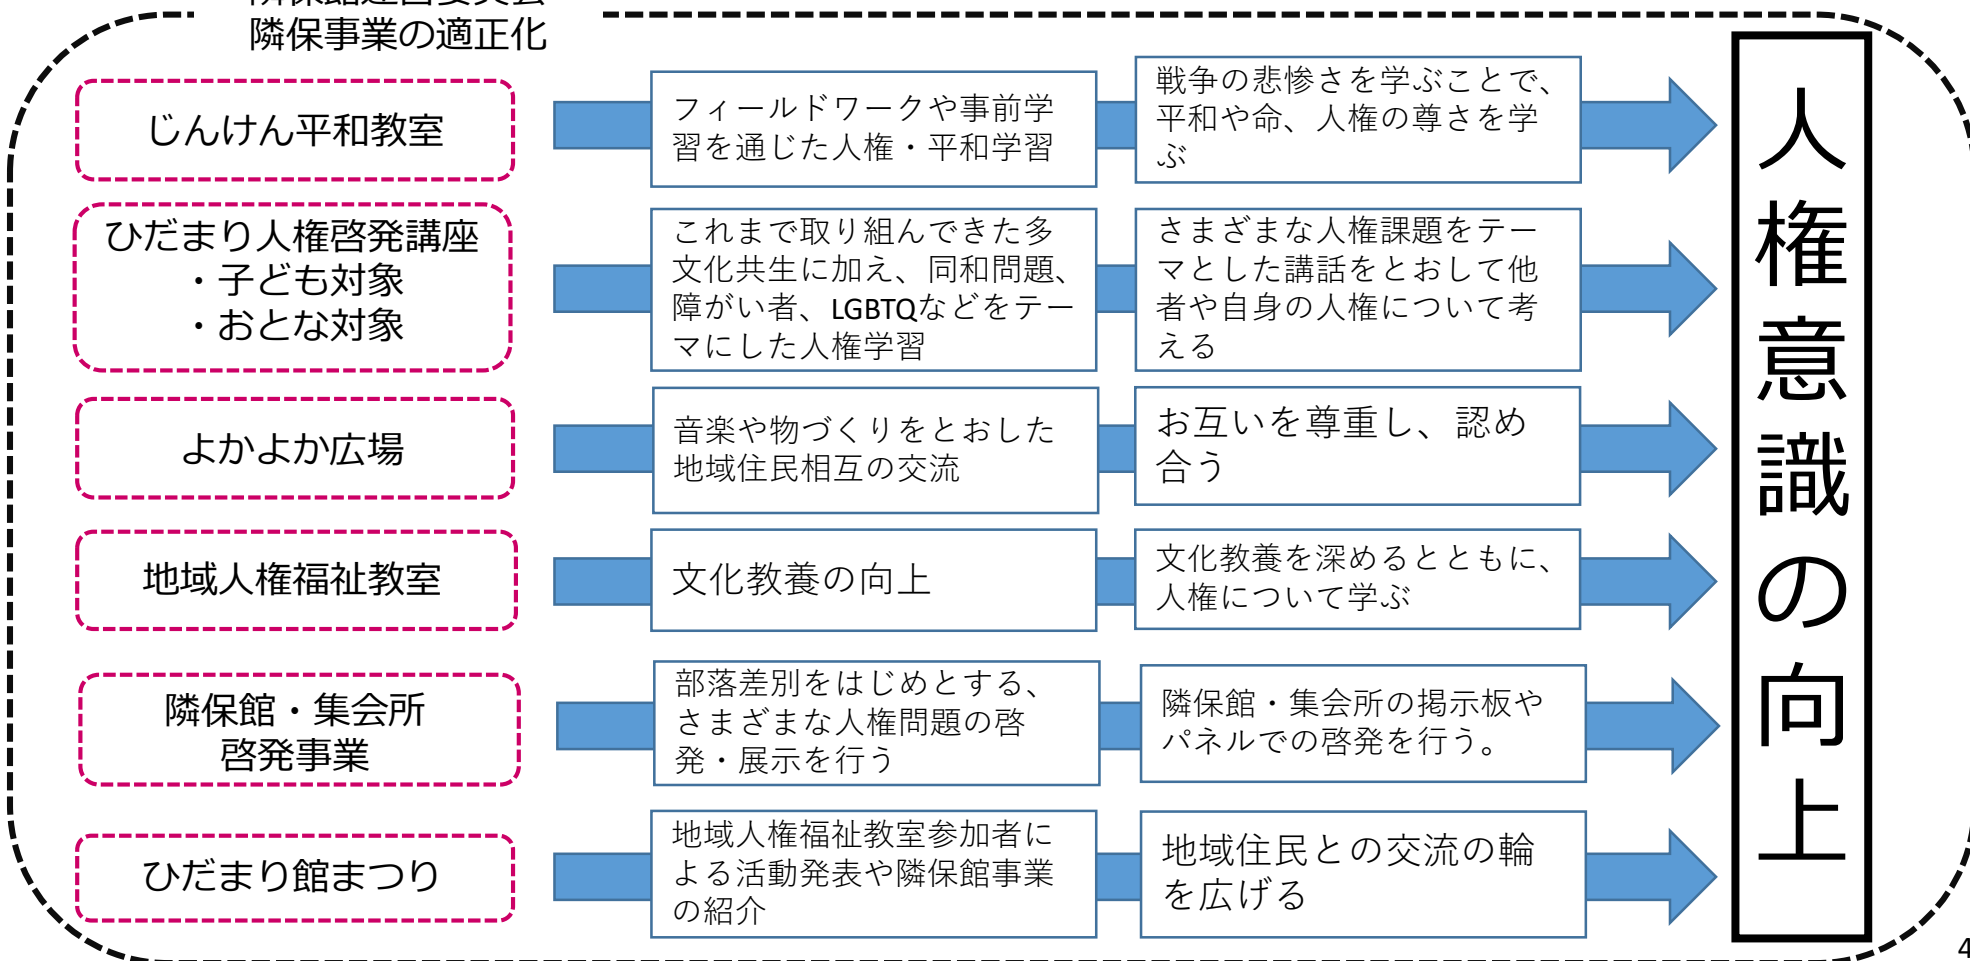 隣保事業の適正化
じんけん平和教室
フィールドワークや事前学
習を通じた人権・平和学習
戦争の悲惨さを学ぶことで、
平和や命、人権の尊さを学
ぶ
ひだまり人権啓発講座
・子ども対象
・おとな対象
これまで取り組んできた多
文化共生に加え、同和問題、
障がい者、LGBTQなどをテー
マにした人権学習
さまざまな人権課題をテー
マとした講話をとおして他
者や自身の人権について考
える
よかよか広場
音楽や物づくりをとおした
地域住民相互の交流
お互いを尊重し、認め
合う
地域人権福祉教室
文化教養の向上
文化教養を深めるとともに、
人権について学ぶ
隣保館・集会所
啓発事業
部落差別をはじめとする、
さまざまな人権問題の啓
発・展示を行う
隣保館・集会所の掲示板や
パネルでの啓発を行う。
ひだまり館まつり
地域人権福祉教室参加者に
よる活動発表や隣保館事業
の紹介
地域住民との交流の輪
を広げる
人権意識の向上
4